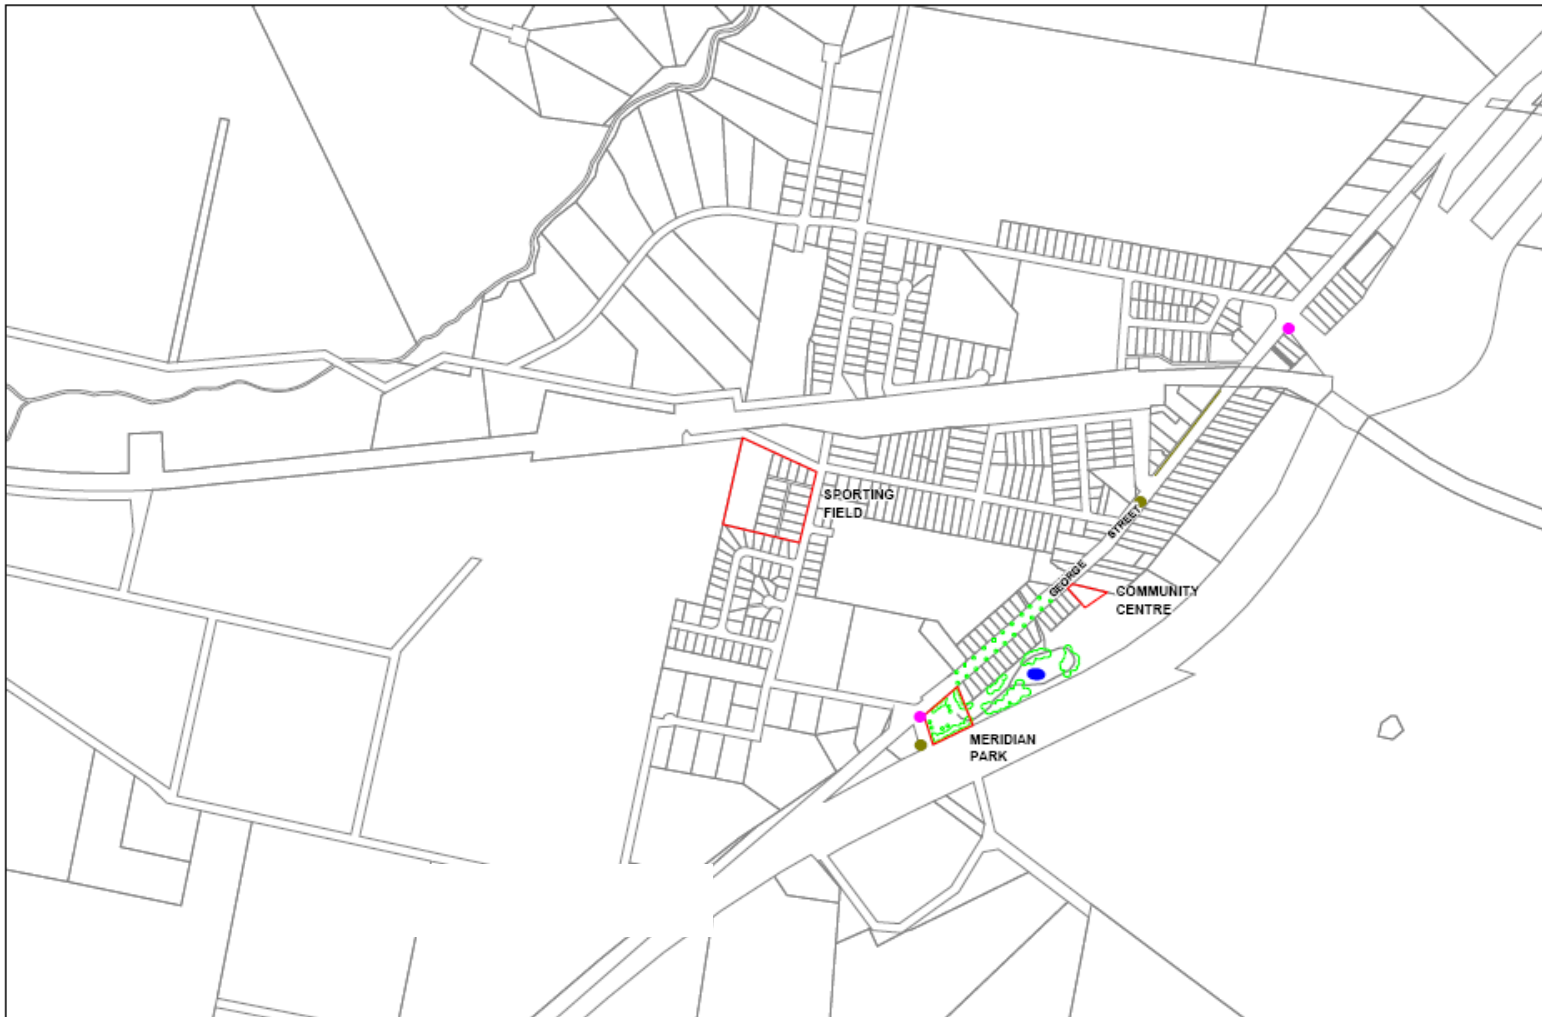 SPORTING
FIELD
STREET
GEORGE
COMMUNITY
CENTRE
MERIDIAN
PARK